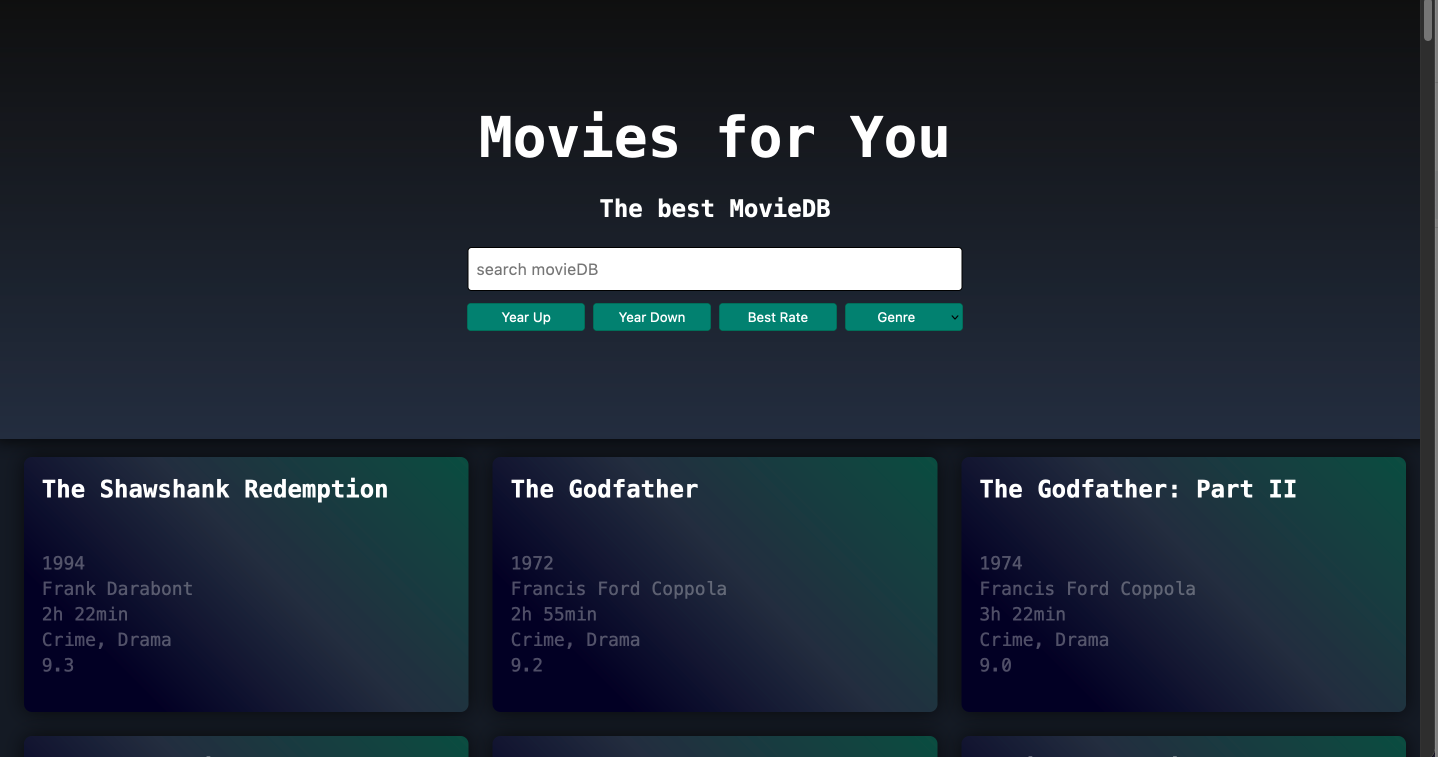 Movies for You
The best MovieDB
search movieDB
Year Up
Year Down
Best Rate
Genre
The Shawshank Redemption
1994
Frank Darabont
2h 22min
Crime, Drama
9.3
The Godfather
1972
Francis Ford Coppola
2h 55min
Crime, Drama
9.2
The Godfather: Part II
1974
Francis Ford Coppola
3h 22min
Crime, Drama
9.0